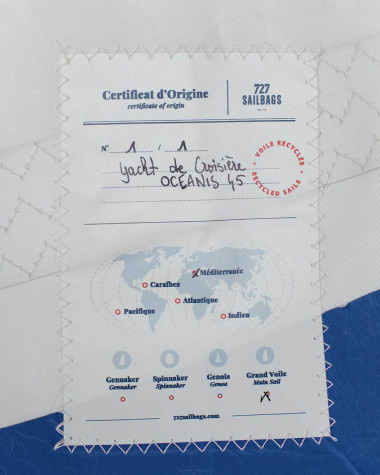 Certificat d'Origine
certificate of origin
727
SAILBAGS
N° 1 / 1
yacht de Croisière
OCEANIS 45
• VOILE RECYCLÉE •
RECYCLED SAILS
Méditerranée
Caraïbes
Atlantique
Pacifique
Indien
Gennaker Spinnaker Genois Grand Voile
Gennaker Spinnaker Genoa Main Sail
X
727sailbags.com